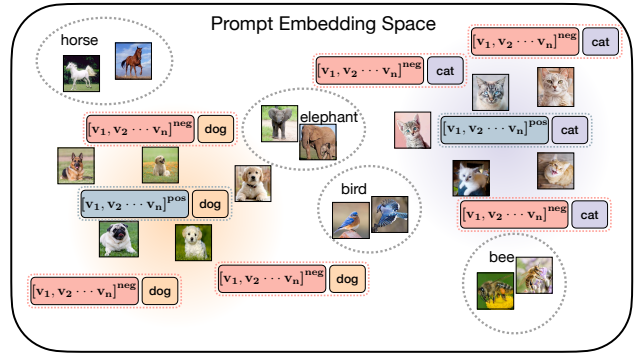 Prompt Embedding Space
horse
[v₁, v₂ ⋯ vₙ]ⁿᵉᵍ cat
[v₁, v₂ ⋯ vₙ]ⁿᵉᵍ cat
[v₁, v₂ ⋯ vₙ]ⁿᵉᵍ dog
elephant
[v₁, v₂ ⋯ vₙ]ᵖᵒˢ cat
bird
[v₁, v₂ ⋯ vₙ]ᵖᵒˢ dog
[v₁, v₂ ⋯ vₙ]ⁿᵉᵍ cat
bee
[v₁, v₂ ⋯ vₙ]ⁿᵉᵍ dog
[v₁, v₂ ⋯ vₙ]ⁿᵉᵍ dog